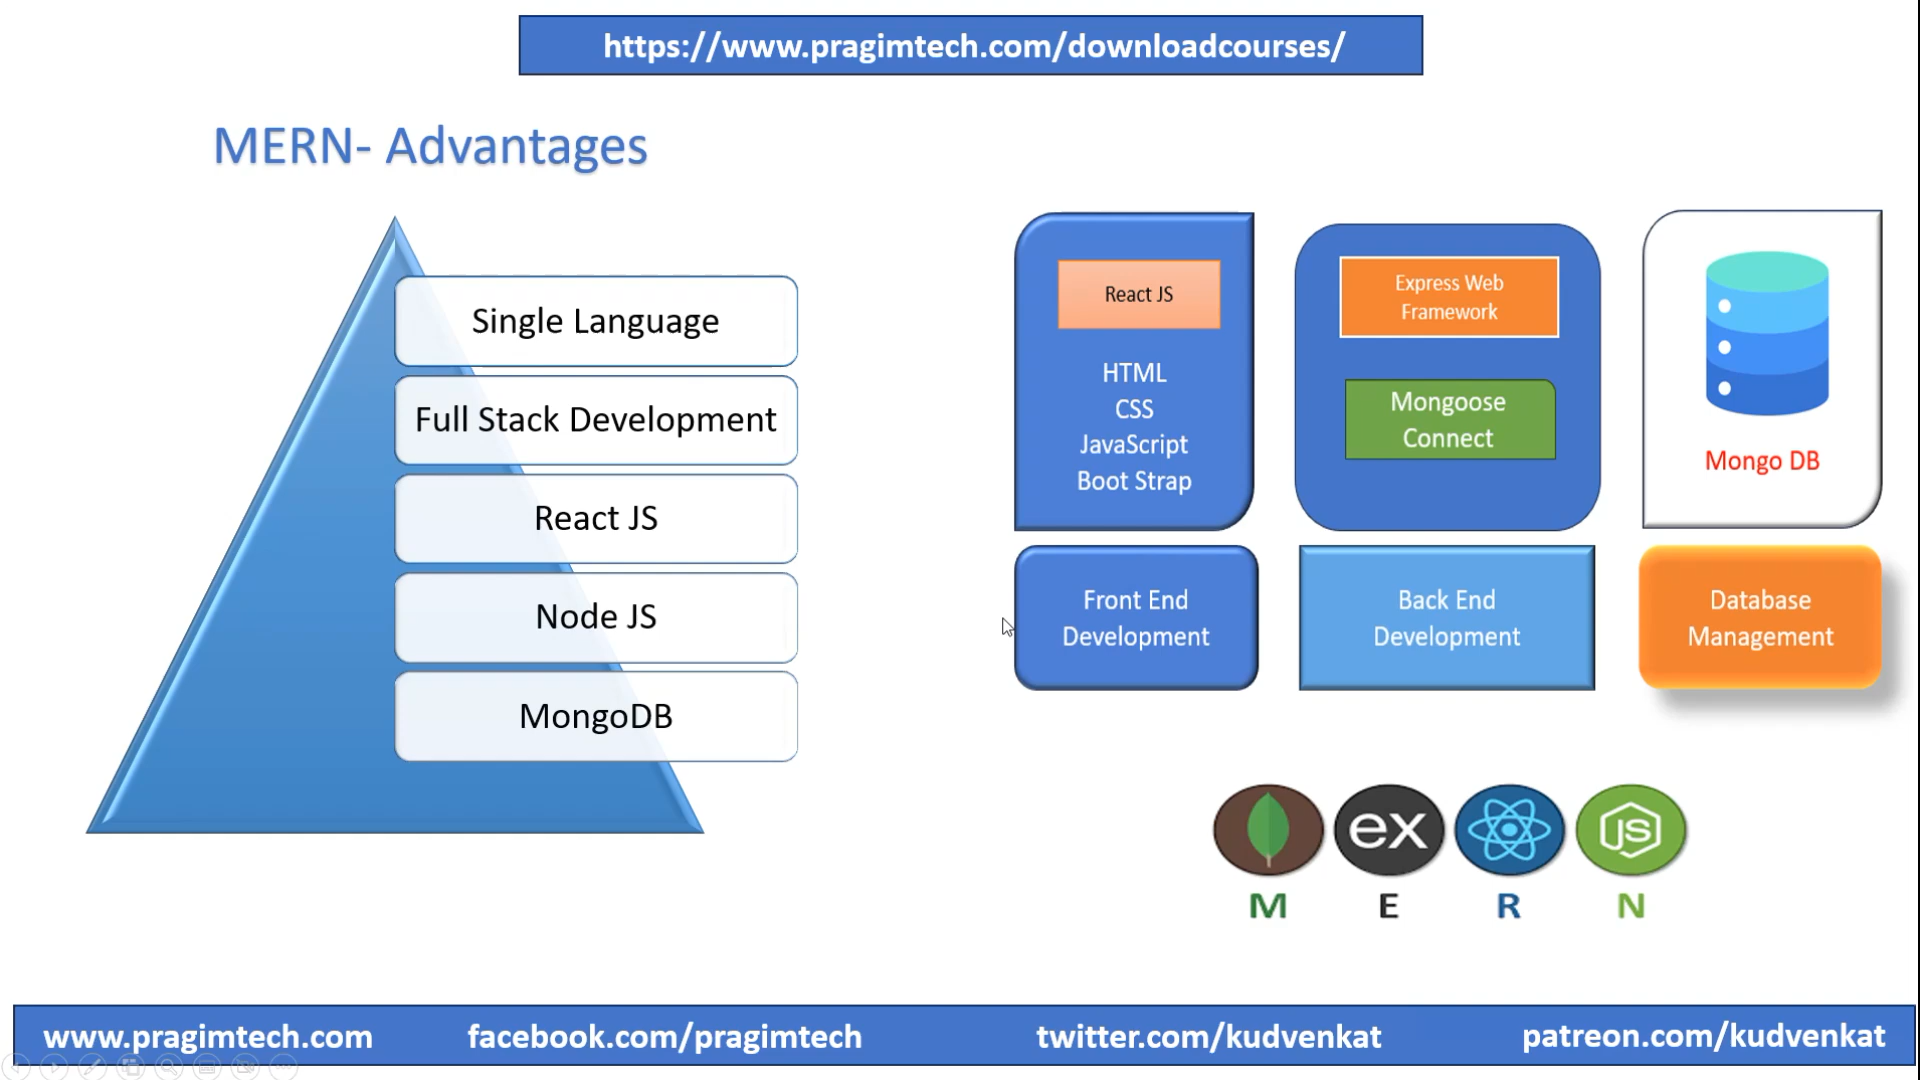 https://www.pragimtech.com/downloadcourses/
MERN- Advantages
Single Language
Full Stack Development
React JS
Node JS
MongoDB
React JS
HTML
CSS
JavaScript
Boot Strap
Express Web
Framework
Mongoose
Connect
Mongo DB
Front End
Development
Back End
Development
Database
Management
ex
JS
M
E
R
N
www.pragimtech.com
facebook.com/pragimtech
twitter.com/kudvenkat
patreon.com/kudvenkat